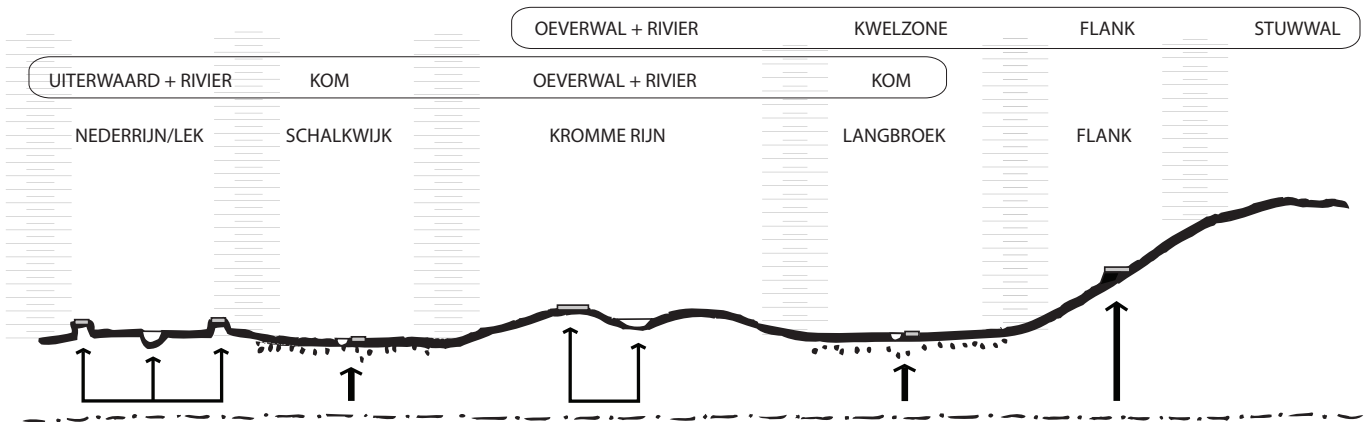 OEVERWAL + RIVIER KWELZONE FLANK STUWWAL
UITERWAARD + RIVIER KOM OEVERWAL + RIVIER KOM
NEDERRIJN/LEK SCHALKWIJK KROMME RIJN LANGBROEK FLANK